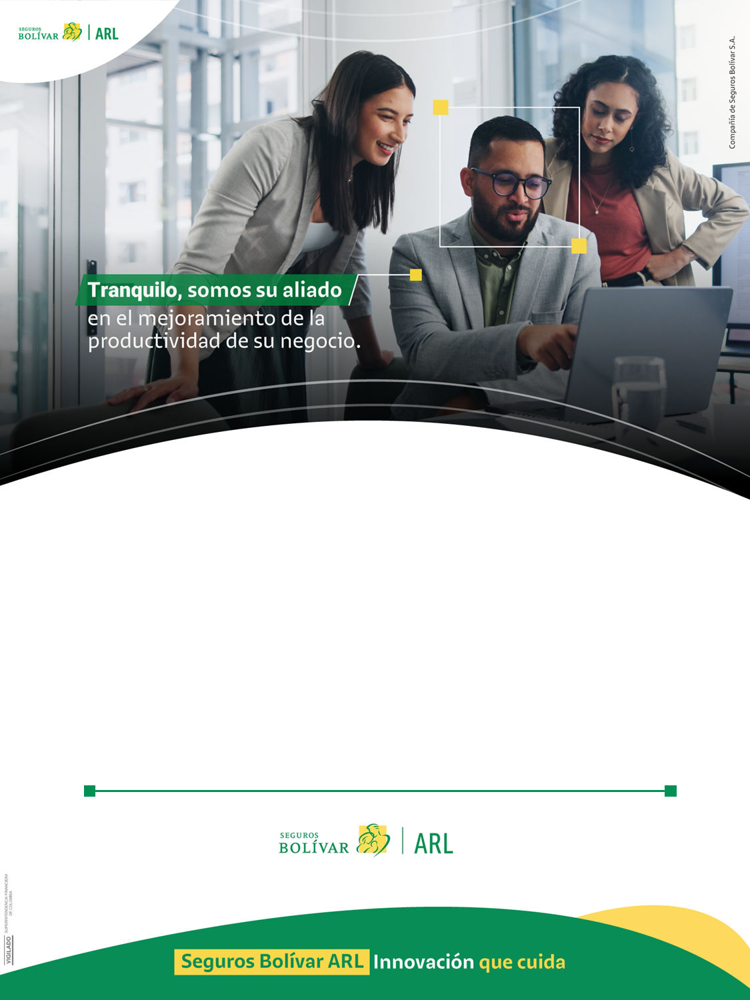 SEGUROS
BOLÍVAR | ARL
Compañía de Seguros Bolívar S.A.
Tranquilo, somos su aliado
en el mejoramiento de la
productividad de su negocio.
SEGUROS
BOLÍVAR | ARL
VIGILADO SUPERINTENDENCIA FINANCIERA
DE COLOMBIA
Seguros Bolívar ARL Innovación que cuida